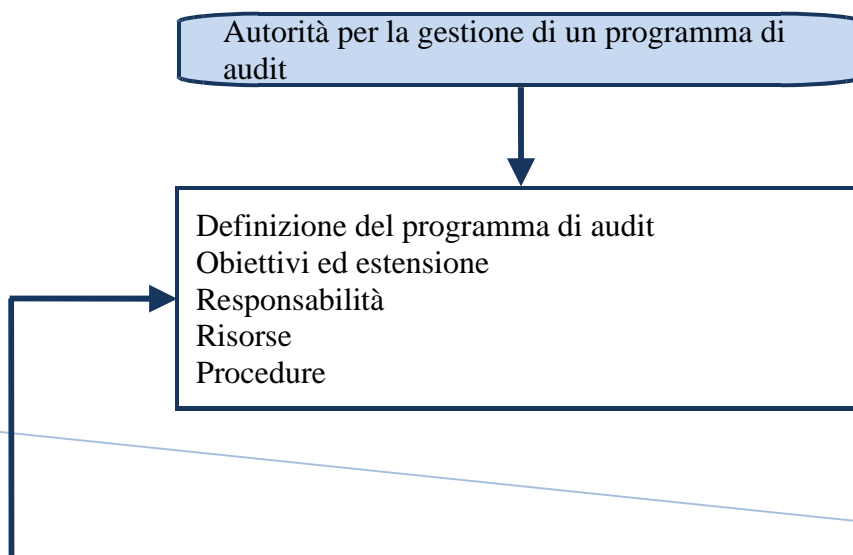 Autorità per la gestione di un programma di
audit
Definizione del programma di audit
Obiettivi ed estensione
Responsabilità
Risorse
Procedure